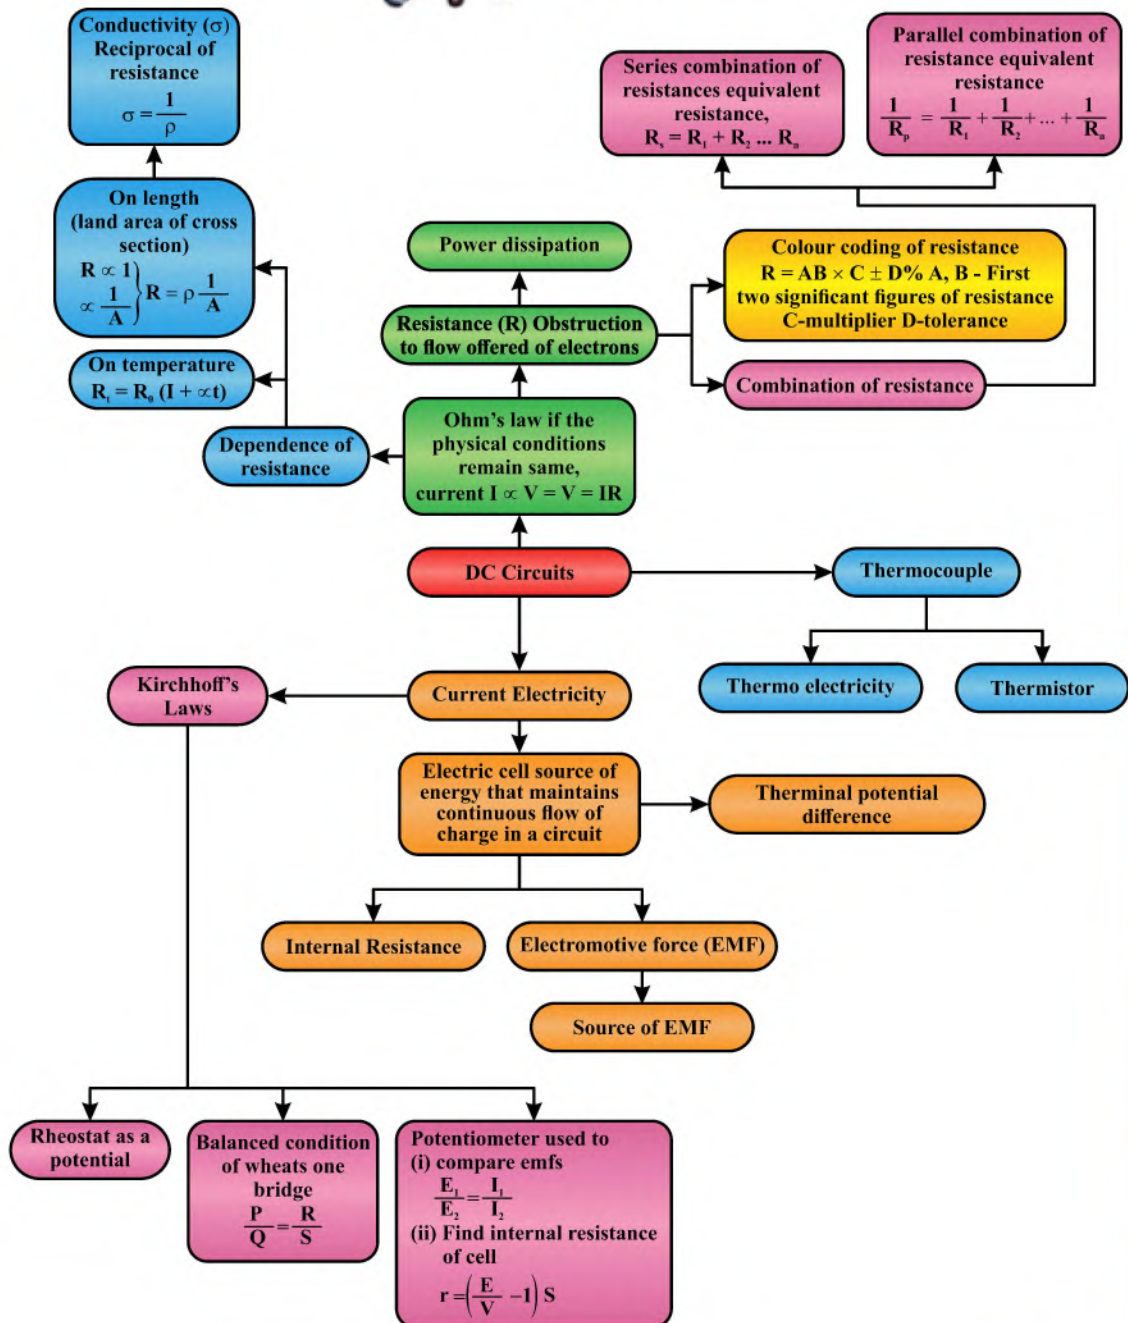 Conductivity (σ)
Reciprocal of
resistance
σ = 1/ρ
Series combination of
resistances equivalent
resistance,
Rs = R1 + R2 ... Rn
Parallel combination of
resistance equivalent
resistance
1/Rp = 1/R1 + 1/R2 + ... + 1/Rn
On length
(land area of cross
section)
R ∝ 1
∝ 1/A } R = ρ 1/A
Power dissipation
Colour coding of resistance
R = AB × C ± D% A, B - First
two significant figures of resistance
C-multiplier D-tolerance
Resistance (R) Obstruction
to flow offered of electrons
On temperature
Rt = R0 (I + ∝t)
Combination of resistance
Dependence of
resistance
Ohm's law if the
physical conditions
remain same,
current I ∝ V = V = IR
DC Circuits
Thermocouple
Thermo electricity
Thermistor
Kirchhoff's
Laws
Current Electricity
Electric cell source of
energy that maintains
continuous flow of
charge in a circuit
Therminal potential
difference
Internal Resistance
Electromotive force (EMF)
Source of EMF
Rheostat as a
potential
Balanced condition
of wheats one
bridge
P/Q = R/S
Potentiometer used to
(i) compare emfs
E1/E2 = I1/I2
(ii) Find internal resistance
of cell
r = (E/V - 1) S